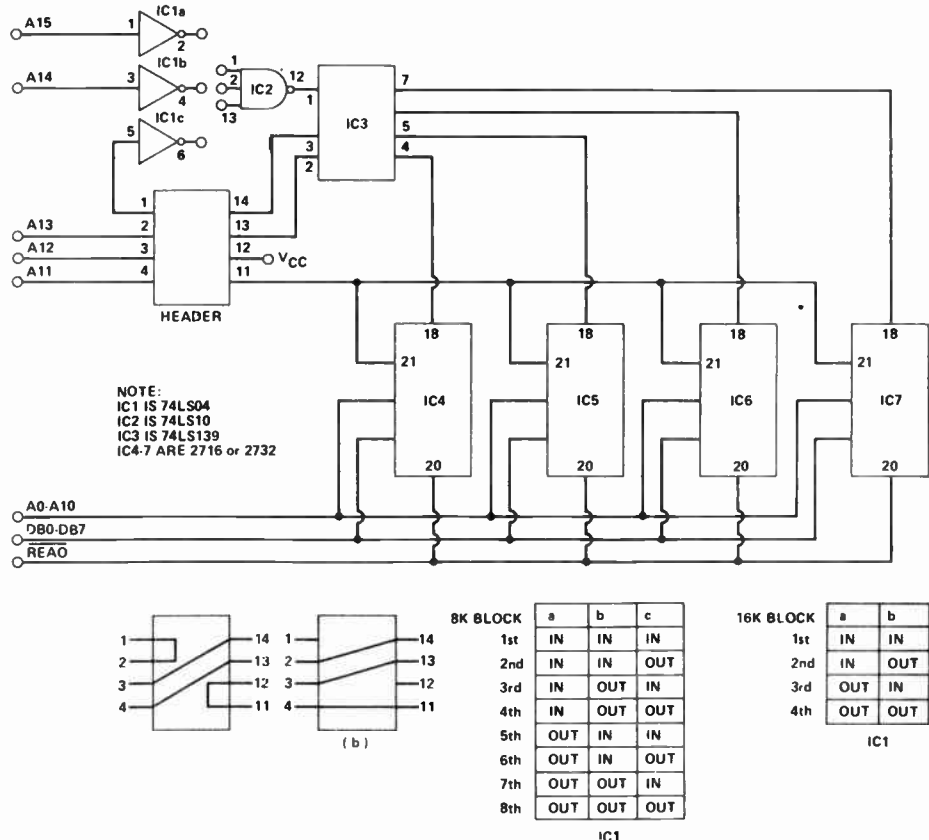 A15
1
IC1a
2
A14
3
IC1b
4
5
IC1c
6
1
2
13
IC2
12
1
3
2
IC3
7
5
4
1
2
3
4
14
13
12
11
VCC
A13
A12
A11
HEADER
18
21
IC4
20
18
21
IC5
20
18
21
IC6
20
18
21
IC7
20
NOTE:
IC1 IS 74LS04
IC2 IS 74LS10
IC3 IS 74LS139
IC4-7 ARE 2716 or 2732
A0-A10
DB0-DB7
READ
1
2
3
4
14
13
12
11
1
2
3
4
14
13
12
11
(b)
8K BLOCK a b c
1st IN IN IN
2nd IN IN OUT
3rd IN OUT IN
4th IN OUT OUT
5th OUT IN IN
6th OUT IN OUT
7th OUT OUT IN
8th OUT OUT OUT
IC1
16K BLOCK a b
1st IN IN
2nd IN OUT
3rd OUT IN
4th OUT OUT
IC1